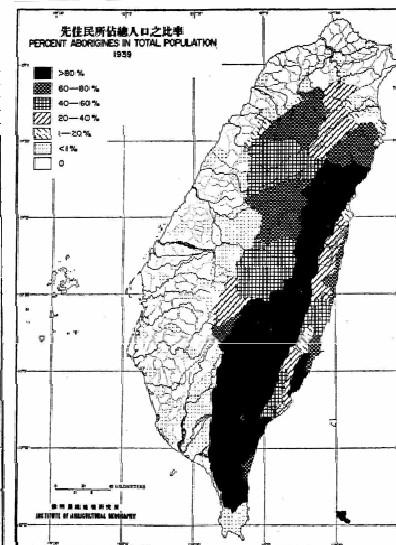 先住民所佔總人口之比率
PERCENT ABORIGINES IN TOTAL POPULATION
1939
>80 %
60—80 %
40—60 %
20—40 %
1—20 %
<1 %
0
KILOMETERS
INSTITUTE OF AGRICULTURAL GEOGRAPHY